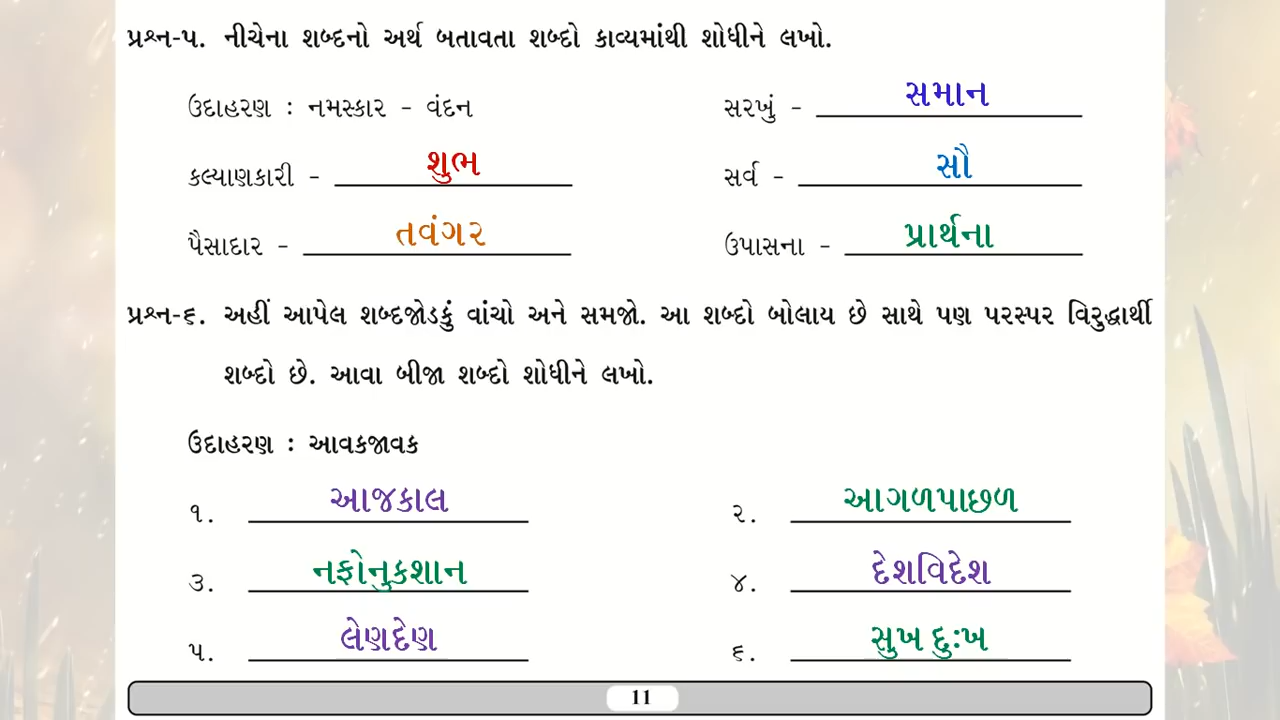 પ્રશ્ન-૫. નીચેના શબ્દનો અર્થ બતાવતા શબ્દો કાવ્યમાંથી શોધીને લખો.
ઉદાહરણ : નમસ્કાર - વંદન સરખું - સમાન
કલ્યાણકારી - શુભ સર્વ - સૌ
પૈસાદાર - તવંગર ઉપાસના - પ્રાર્થના
પ્રશ્ન-૬. અહીં આપેલ શબ્દજોડકું વાંચો અને સમજો. આ શબ્દો બોલાય છે સાથે પણ પરસ્પર વિરુદ્ધાર્થી
શબ્દો છે. આવા બીજા શબ્દો શોધીને લખો.
ઉદાહરણ : આવકજાવક
૧. આજકાલ ૨. આગળપાછળ
૩. નફોનુકશાન ૪. દેશવિદેશ
૫. લેણદેણ ૬. સુખ દુઃખ
11